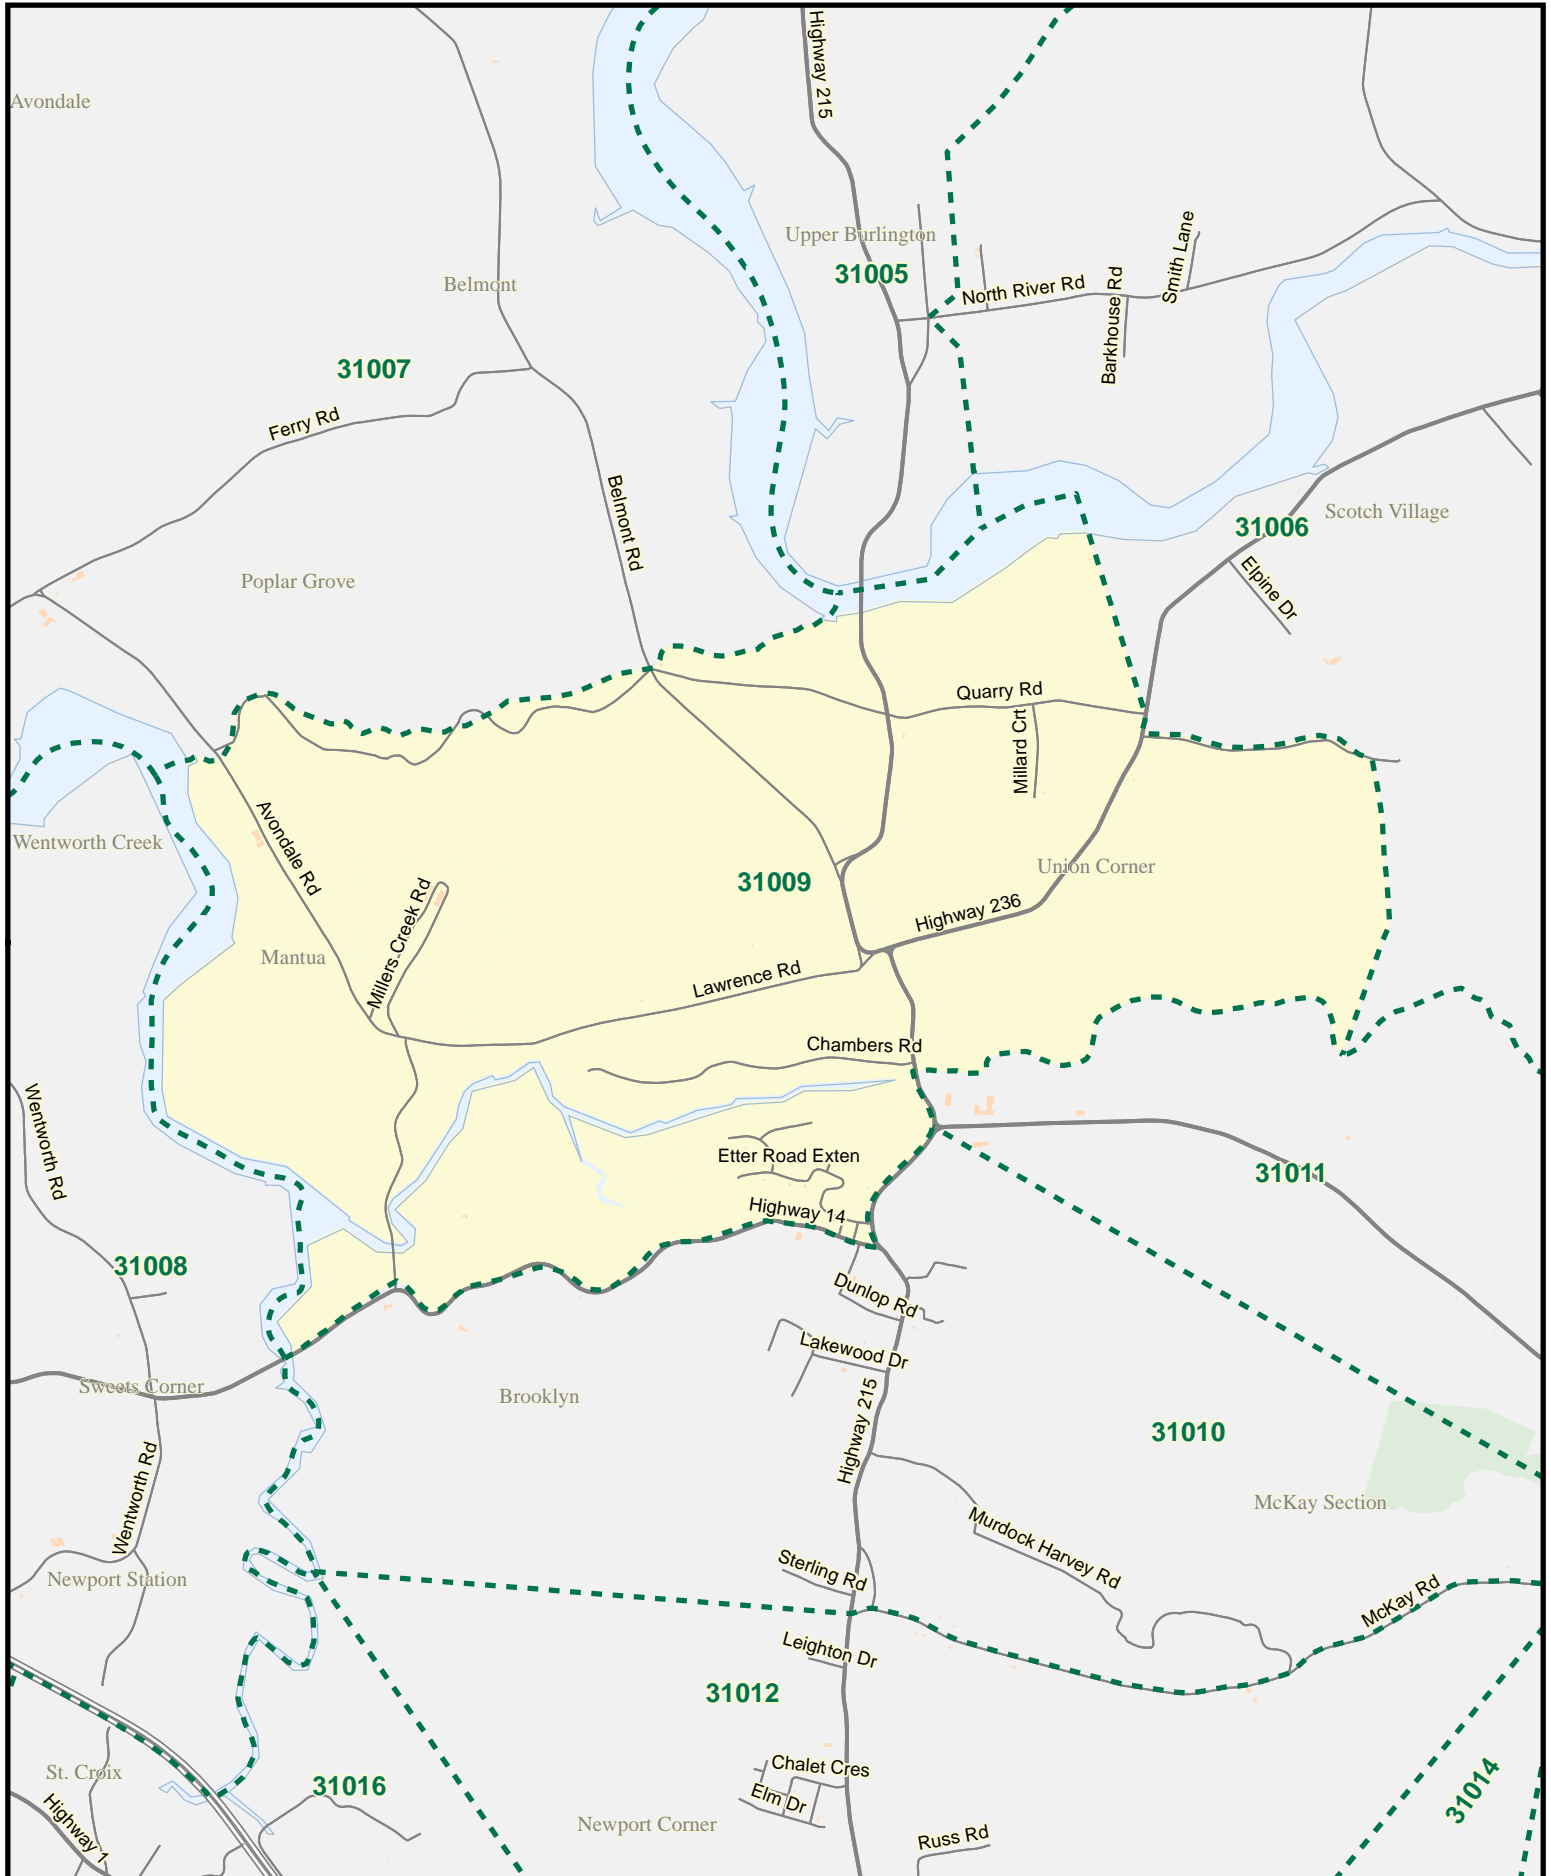 Highway 215
Avondale
Upper Burlington
Smith Lane
31005
Belmont
North River Rd
Barkhouse Rd
31007
Ferry Rd
Belmont Rd
Scotch Village
31006
Elpine Dr
Poplar Grove
Quarry Rd
Millard Crt
Avondale Rd
Wentworth Creek
Union Corner
31009
Millers Creek Rd
Highway 236
Mantua
Lawrence Rd
Chambers Rd
Wentworth Rd
Etter Road Exten
31011
Highway 14
31008
Dunlop Rd
Lakewood Dr
Sweets Corner
Brooklyn
Highway 215
31010
Wentworth Rd
McKay Section
Murdock Harvey Rd
Sterling Rd
Newport Station
McKay Rd
Leighton Dr
31012
St. Croix
31016
Chalet Cres
31014
Elm Dr
Highway 1
Newport Corner
Russ Rd